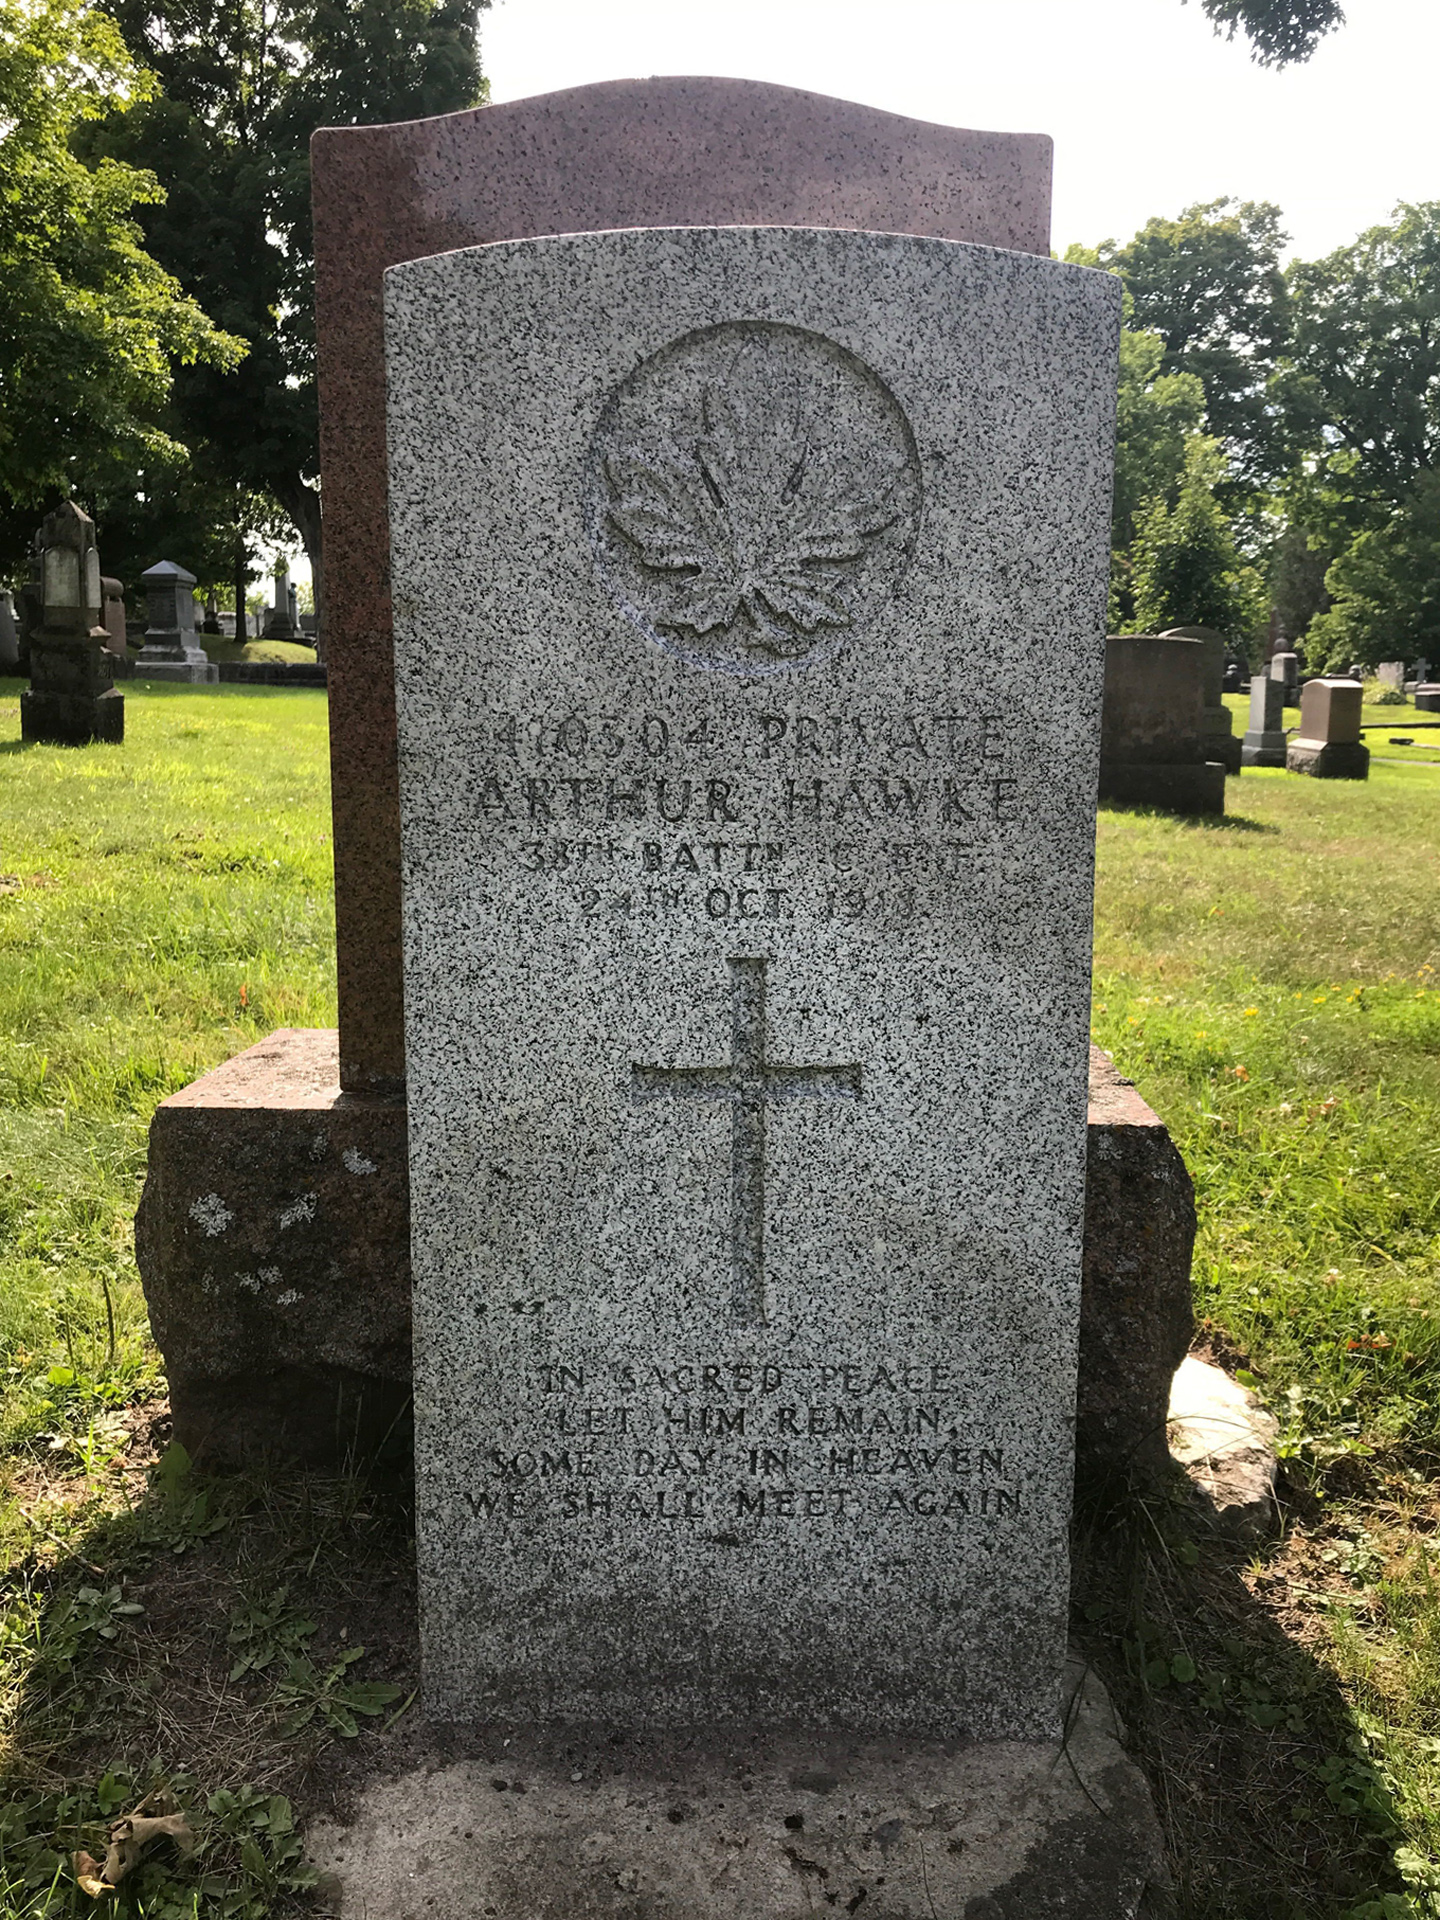 410504 PRIVATE
ARTHUR HAWKE
38TH BATTN C.E.F.
24TH OCT. 1918
IN SACRED PEACE
LET HIM REMAIN,
SOME DAY IN HEAVEN
WE SHALL MEET AGAIN